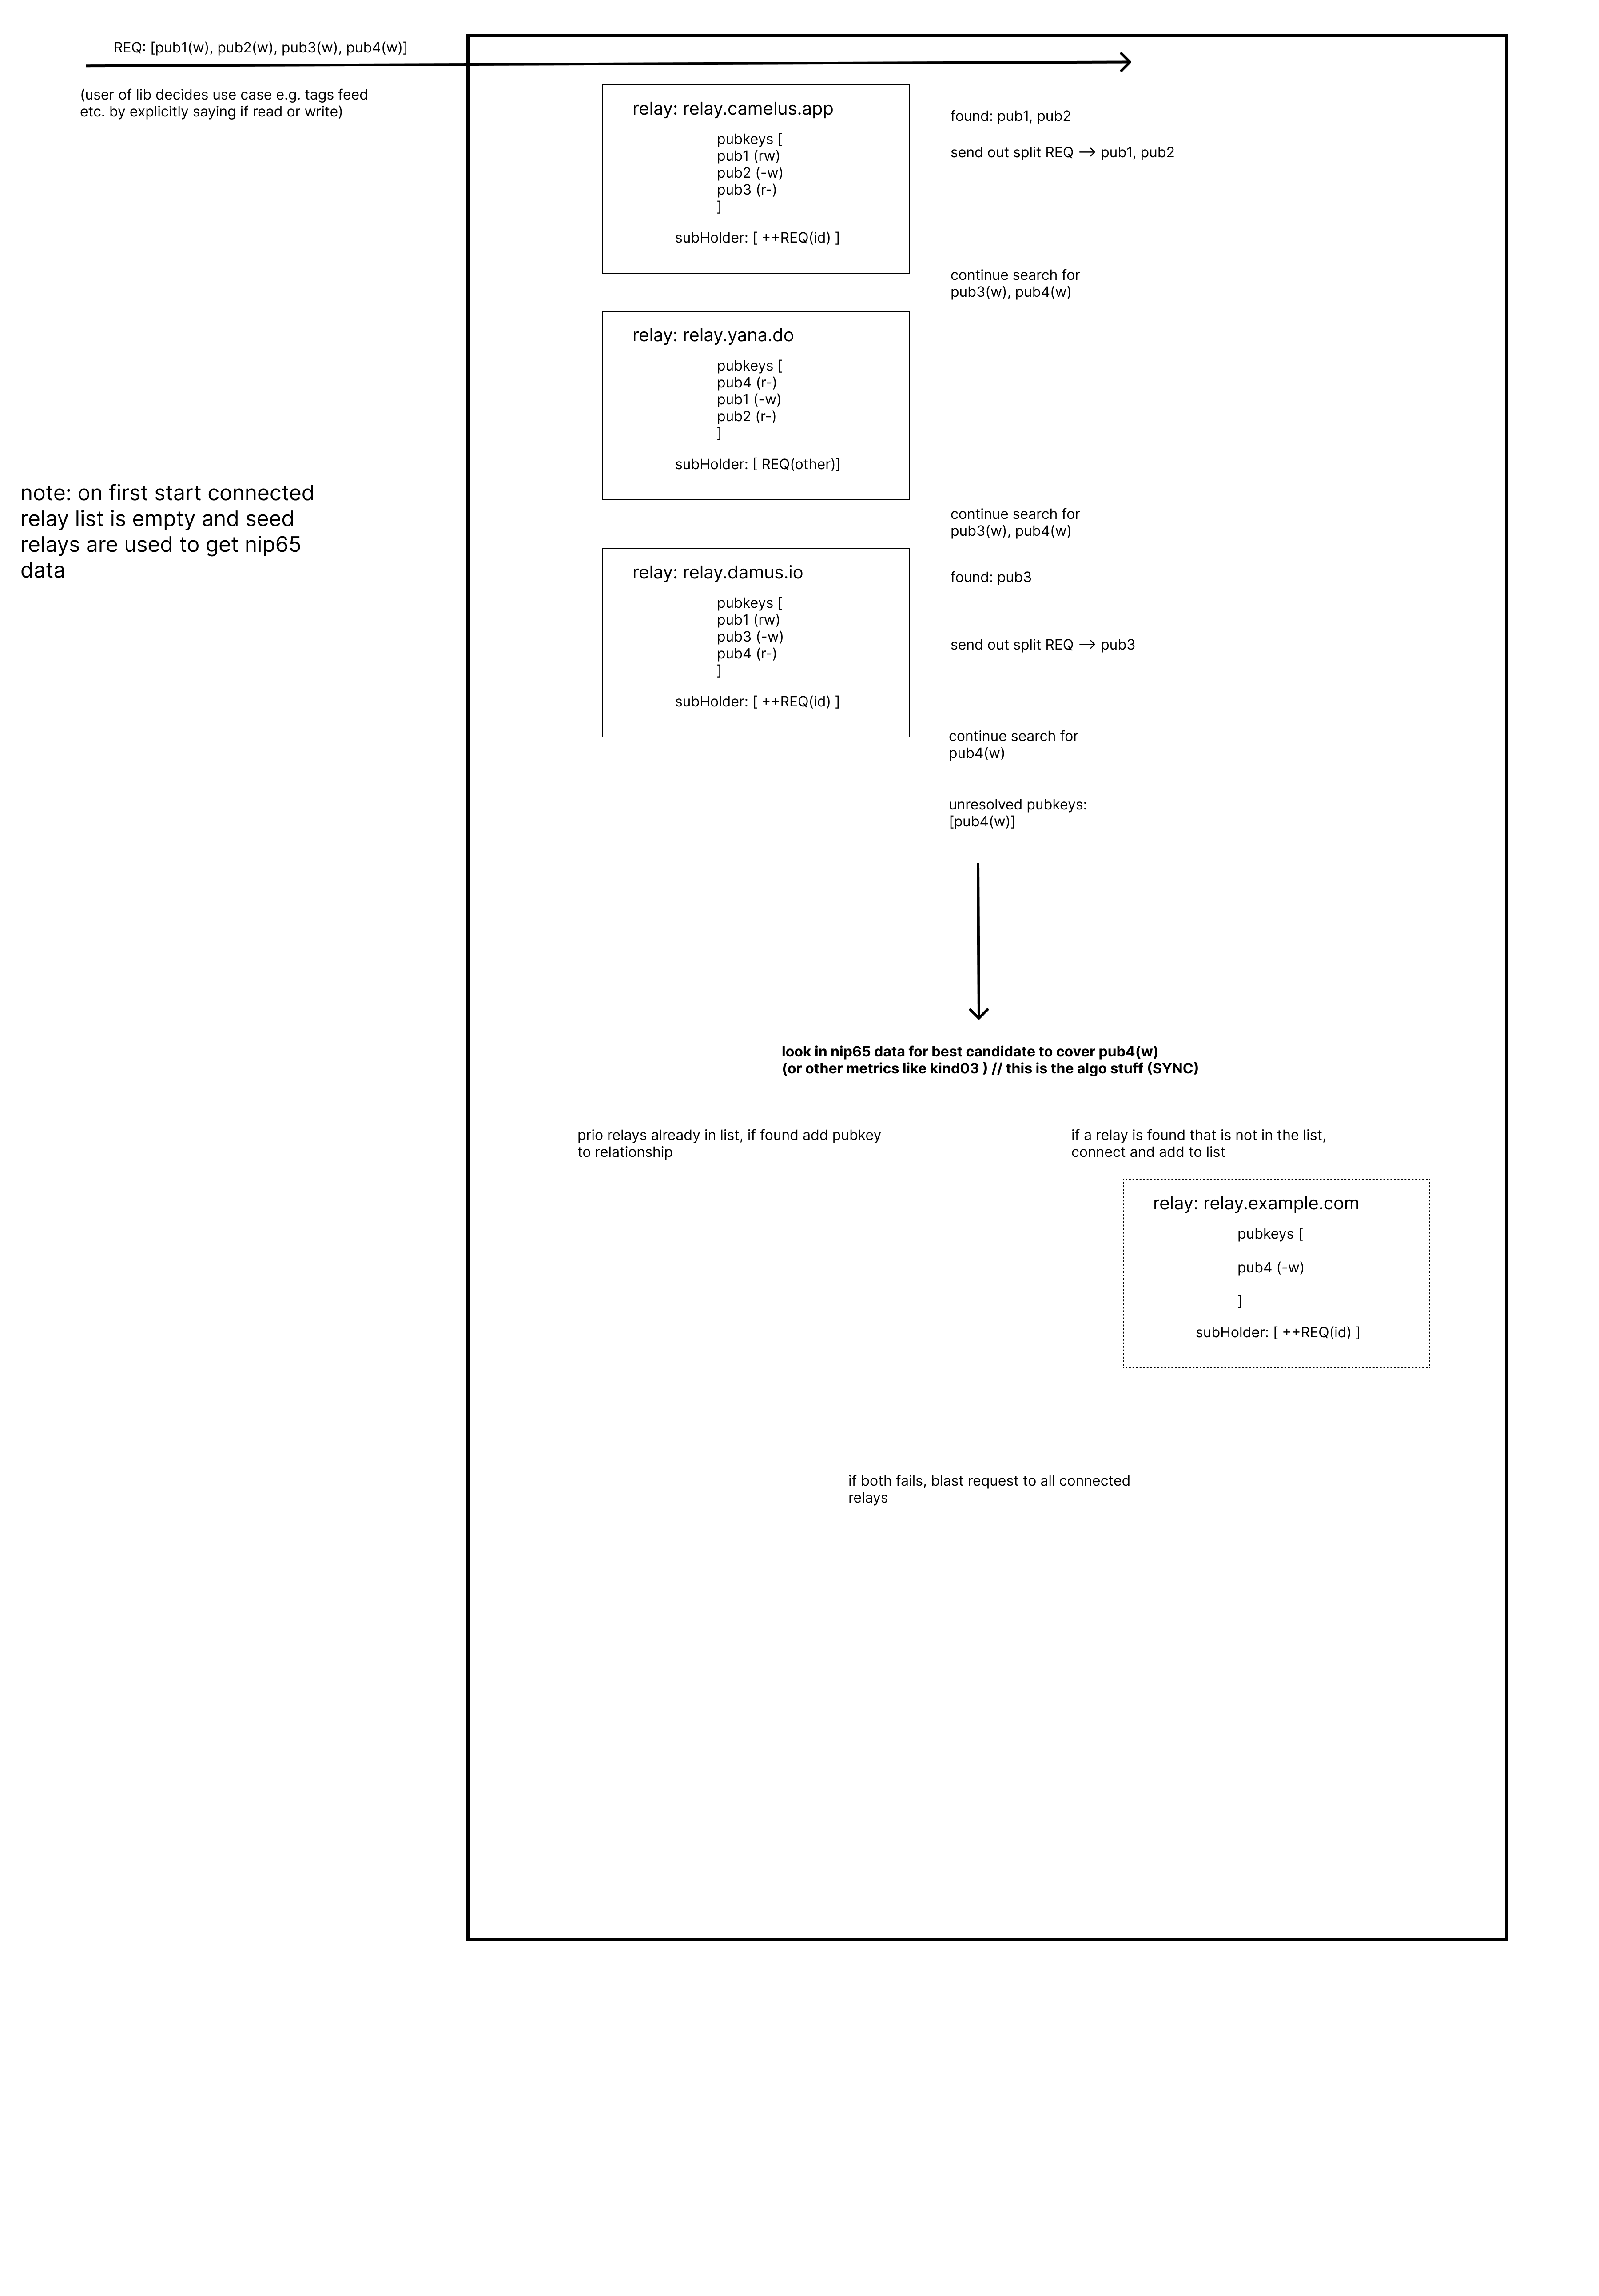 REQ: [pub1(w), pub2(w), pub3(w), pub4(w)]
(user of lib decides use case e.g. tags feed
etc. by explicitly saying if read or write)
relay: relay.camelus.app
pubkeys [
pub1 (rw)
pub2 (-w)
pub3 (r-)
]
subHolder: [ ++REQ(id) ]
found: pub1, pub2
send out split REQ --> pub1, pub2
continue search for
pub3(w), pub4(w)
relay: relay.yana.do
pubkeys [
pub4 (r-)
pub1 (-w)
pub2 (r-)
]
subHolder: [ REQ(other)]
note: on first start connected
relay list is empty and seed
relays are used to get nip65
data
continue search for
pub3(w), pub4(w)
relay: relay.damus.io
pubkeys [
pub1 (rw)
pub3 (-w)
pub4 (r-)
]
subHolder: [ ++REQ(id) ]
found: pub3
send out split REQ --> pub3
continue search for
pub4(w)
unresolved pubkeys:
[pub4(w)]
look in nip65 data for best candidate to cover pub4(w)
(or other metrics like kind03 ) // this is the algo stuff (SYNC)
prio relays already in list, if found add pubkey
to relationship
if a relay is found that is not in the list,
connect and add to list
relay: relay.example.com
pubkeys [
pub4 (-w)
]
subHolder: [ ++REQ(id) ]
if both fails, blast request to all connected
relays